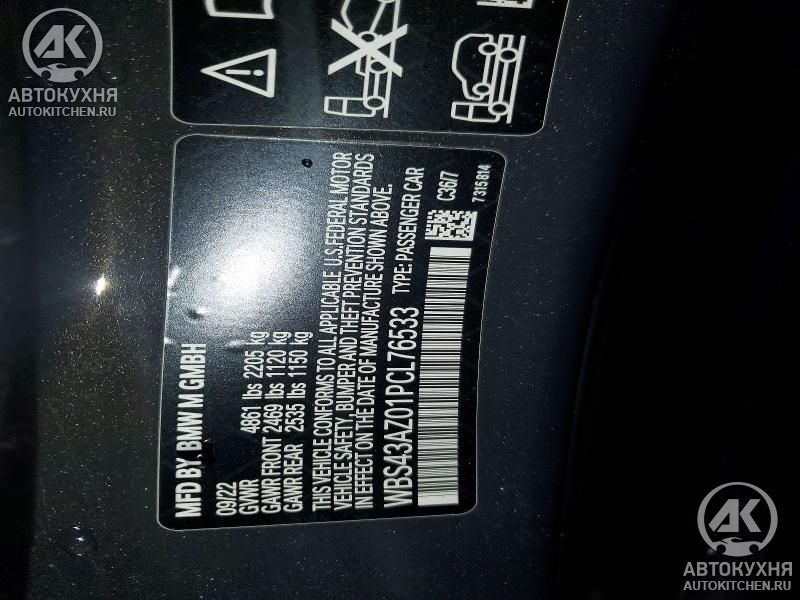 АК
АВТОКУХНЯ
AUTOKITCHEN.RU
MFD BY: BMW M GMBH
09/22
GVWR 4861 lbs 2205 kg
GAWR FRONT 2469 lbs 1120 kg
GAWR REAR 2535 lbs 1150 kg
THIS VEHICLE CONFORMS TO ALL APPLICABLE U.S.FEDERAL MOTOR
VEHICLE SAFETY, BUMPER AND THEFT PREVENTION STANDARDS
IN EFFECT ON THE DATE OF MANUFACTURE SHOWN ABOVE.
WBS43AZ01PCL76533 TYPE: PASSENGER CAR
C36/7
7315814
АК
АВТОКУХНЯ
AUTOKITCHEN.RU